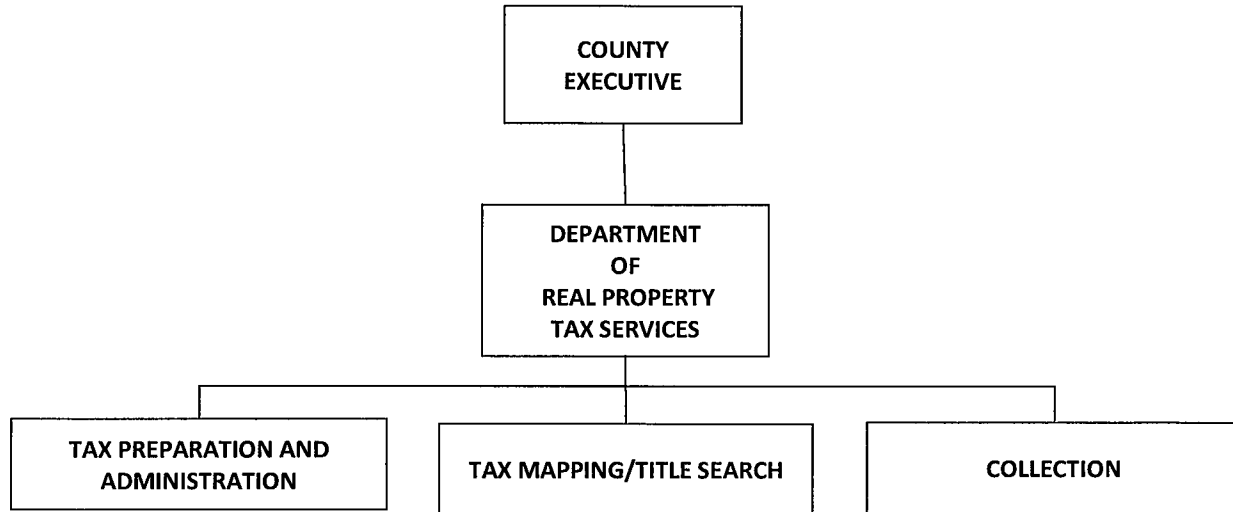 COUNTY
EXECUTIVE
DEPARTMENT
OF
REAL PROPERTY
TAX SERVICES
TAX PREPARATION AND
ADMINISTRATION
TAX MAPPING/TITLE SEARCH
COLLECTION